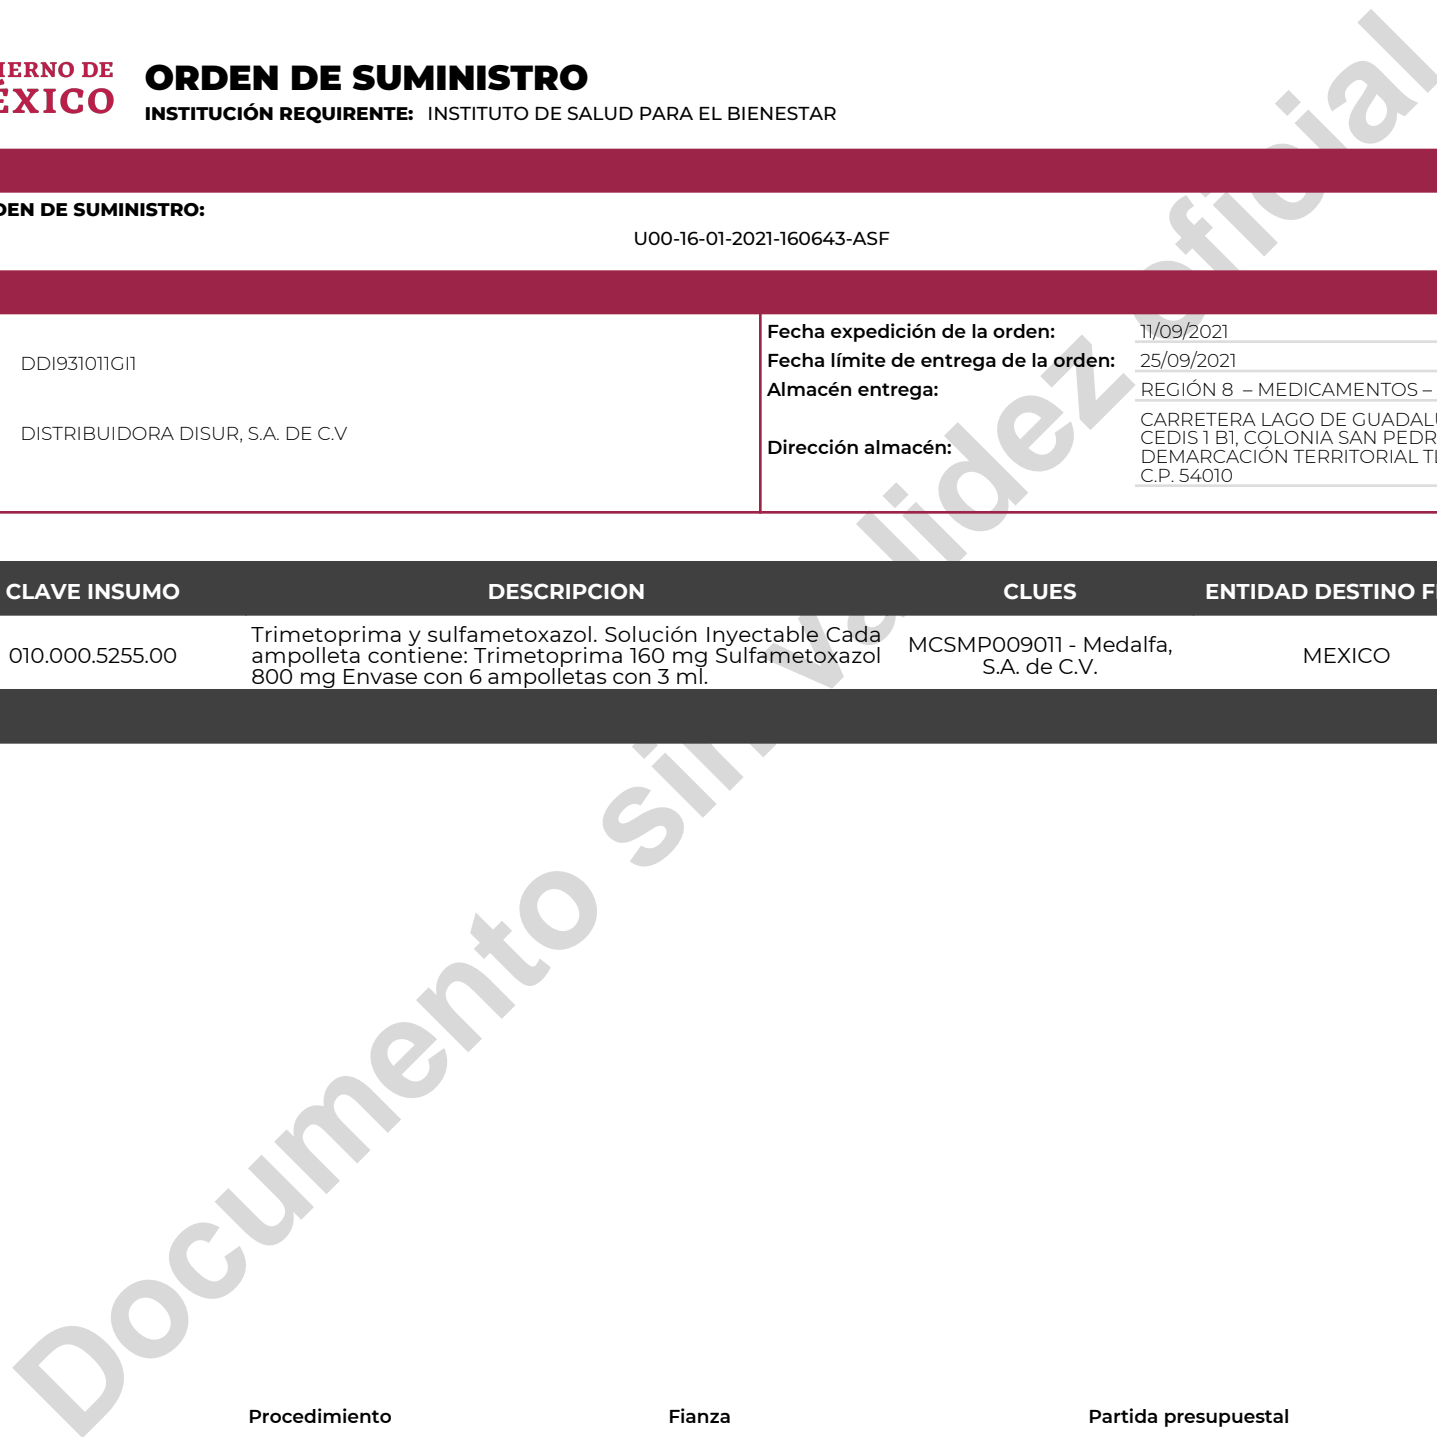 ORDEN DE SUMINISTRO
INSTITUCIÓN REQUIRENTE: INSTITUTO DE SALUD PARA EL BIENESTAR
IERNO DE
ÉXICO
DEN DE SUMINISTRO:
U00-16-01-2021-160643-ASF
DDI931011GI1
DISTRIBUIDORA DISUR, S.A. DE C.V
Fecha expedición de la orden: 11/09/2021
Fecha límite de entrega de la orden: 25/09/2021
Almacén entrega: REGIÓN 8 – MEDICAMENTOS –
Dirección almacén: CARRETERA LAGO DE GUADALU
CEDIS 1 B1, COLONIA SAN PEDR
DEMARCACIÓN TERRITORIAL TL
C.P. 54010
CLAVE INSUMO DESCRIPCION CLUES ENTIDAD DESTINO FI
010.000.5255.00
Trimetoprima y sulfametoxazol. Solución Inyectable Cada
ampolleta contiene: Trimetoprima 160 mg Sulfametoxazol
800 mg Envase con 6 ampolletas con 3 ml.
MCSMP009011 - Medalfa,
S.A. de C.V.
MEXICO
Documento sin validez oficial
Procedimiento Fianza Partida presupuestal